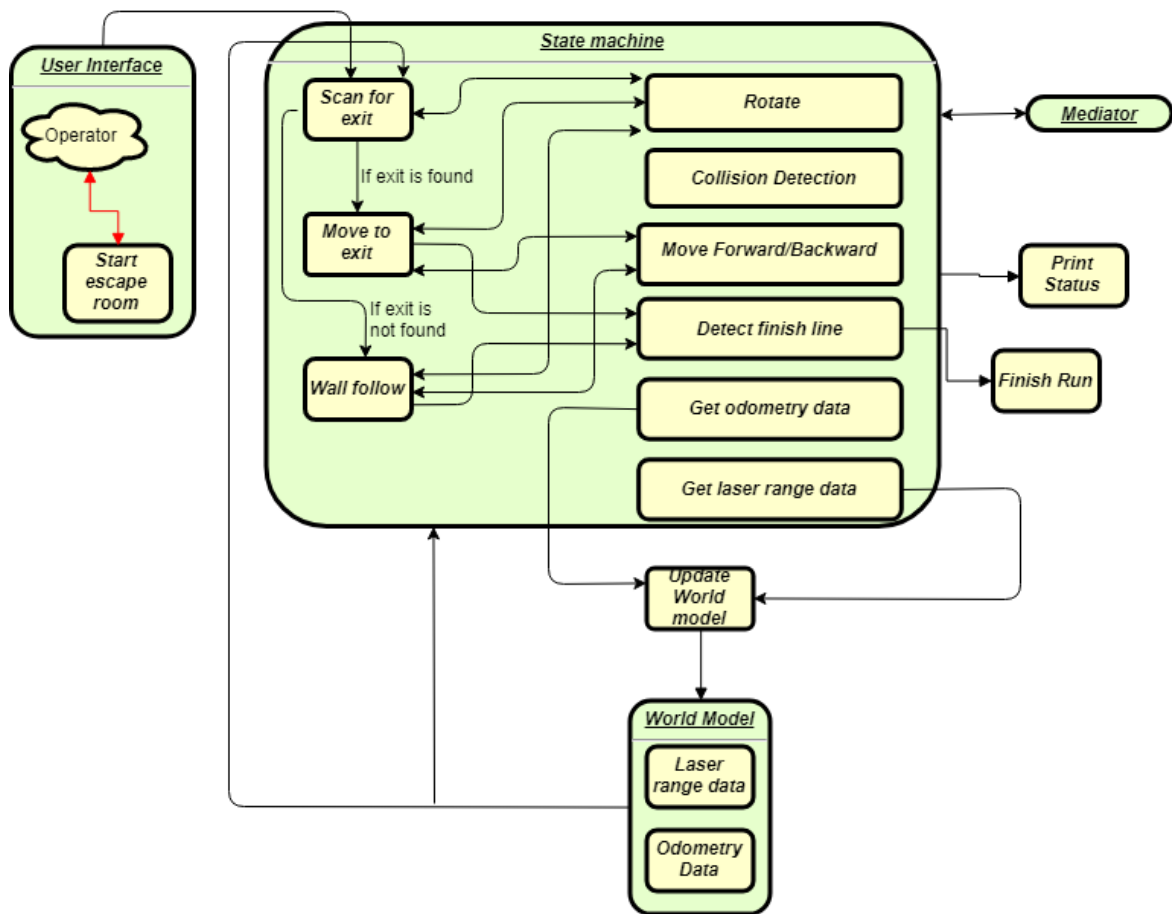 User Interface
Operator
Start
escape
room
State machine
Scan for
exit
If exit is found
Move to
exit
If exit is
not found
Wall follow
Rotate
Collision Detection
Move Forward/Backward
Detect finish line
Get odometry data
Get laser range data
Mediator
Print
Status
Finish Run
Update
World
model
World Model
Laser
range data
Odometry
Data